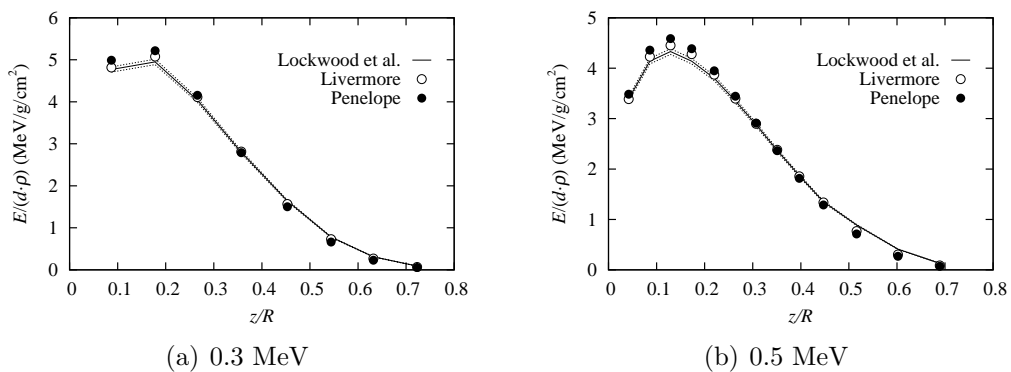 6
5
4
3
2
1
0
E/(d·ρ) (MeV/g/cm²)
Lockwood et al.
Livermore
Penelope
0 0.1 0.2 0.3 0.4 0.5 0.6 0.7 0.8
z/R
(a) 0.3 MeV
5
4
3
2
1
0
E/(d·ρ) (MeV/g/cm²)
Lockwood et al.
Livermore
Penelope
0 0.1 0.2 0.3 0.4 0.5 0.6 0.7 0.8
z/R
(b) 0.5 MeV